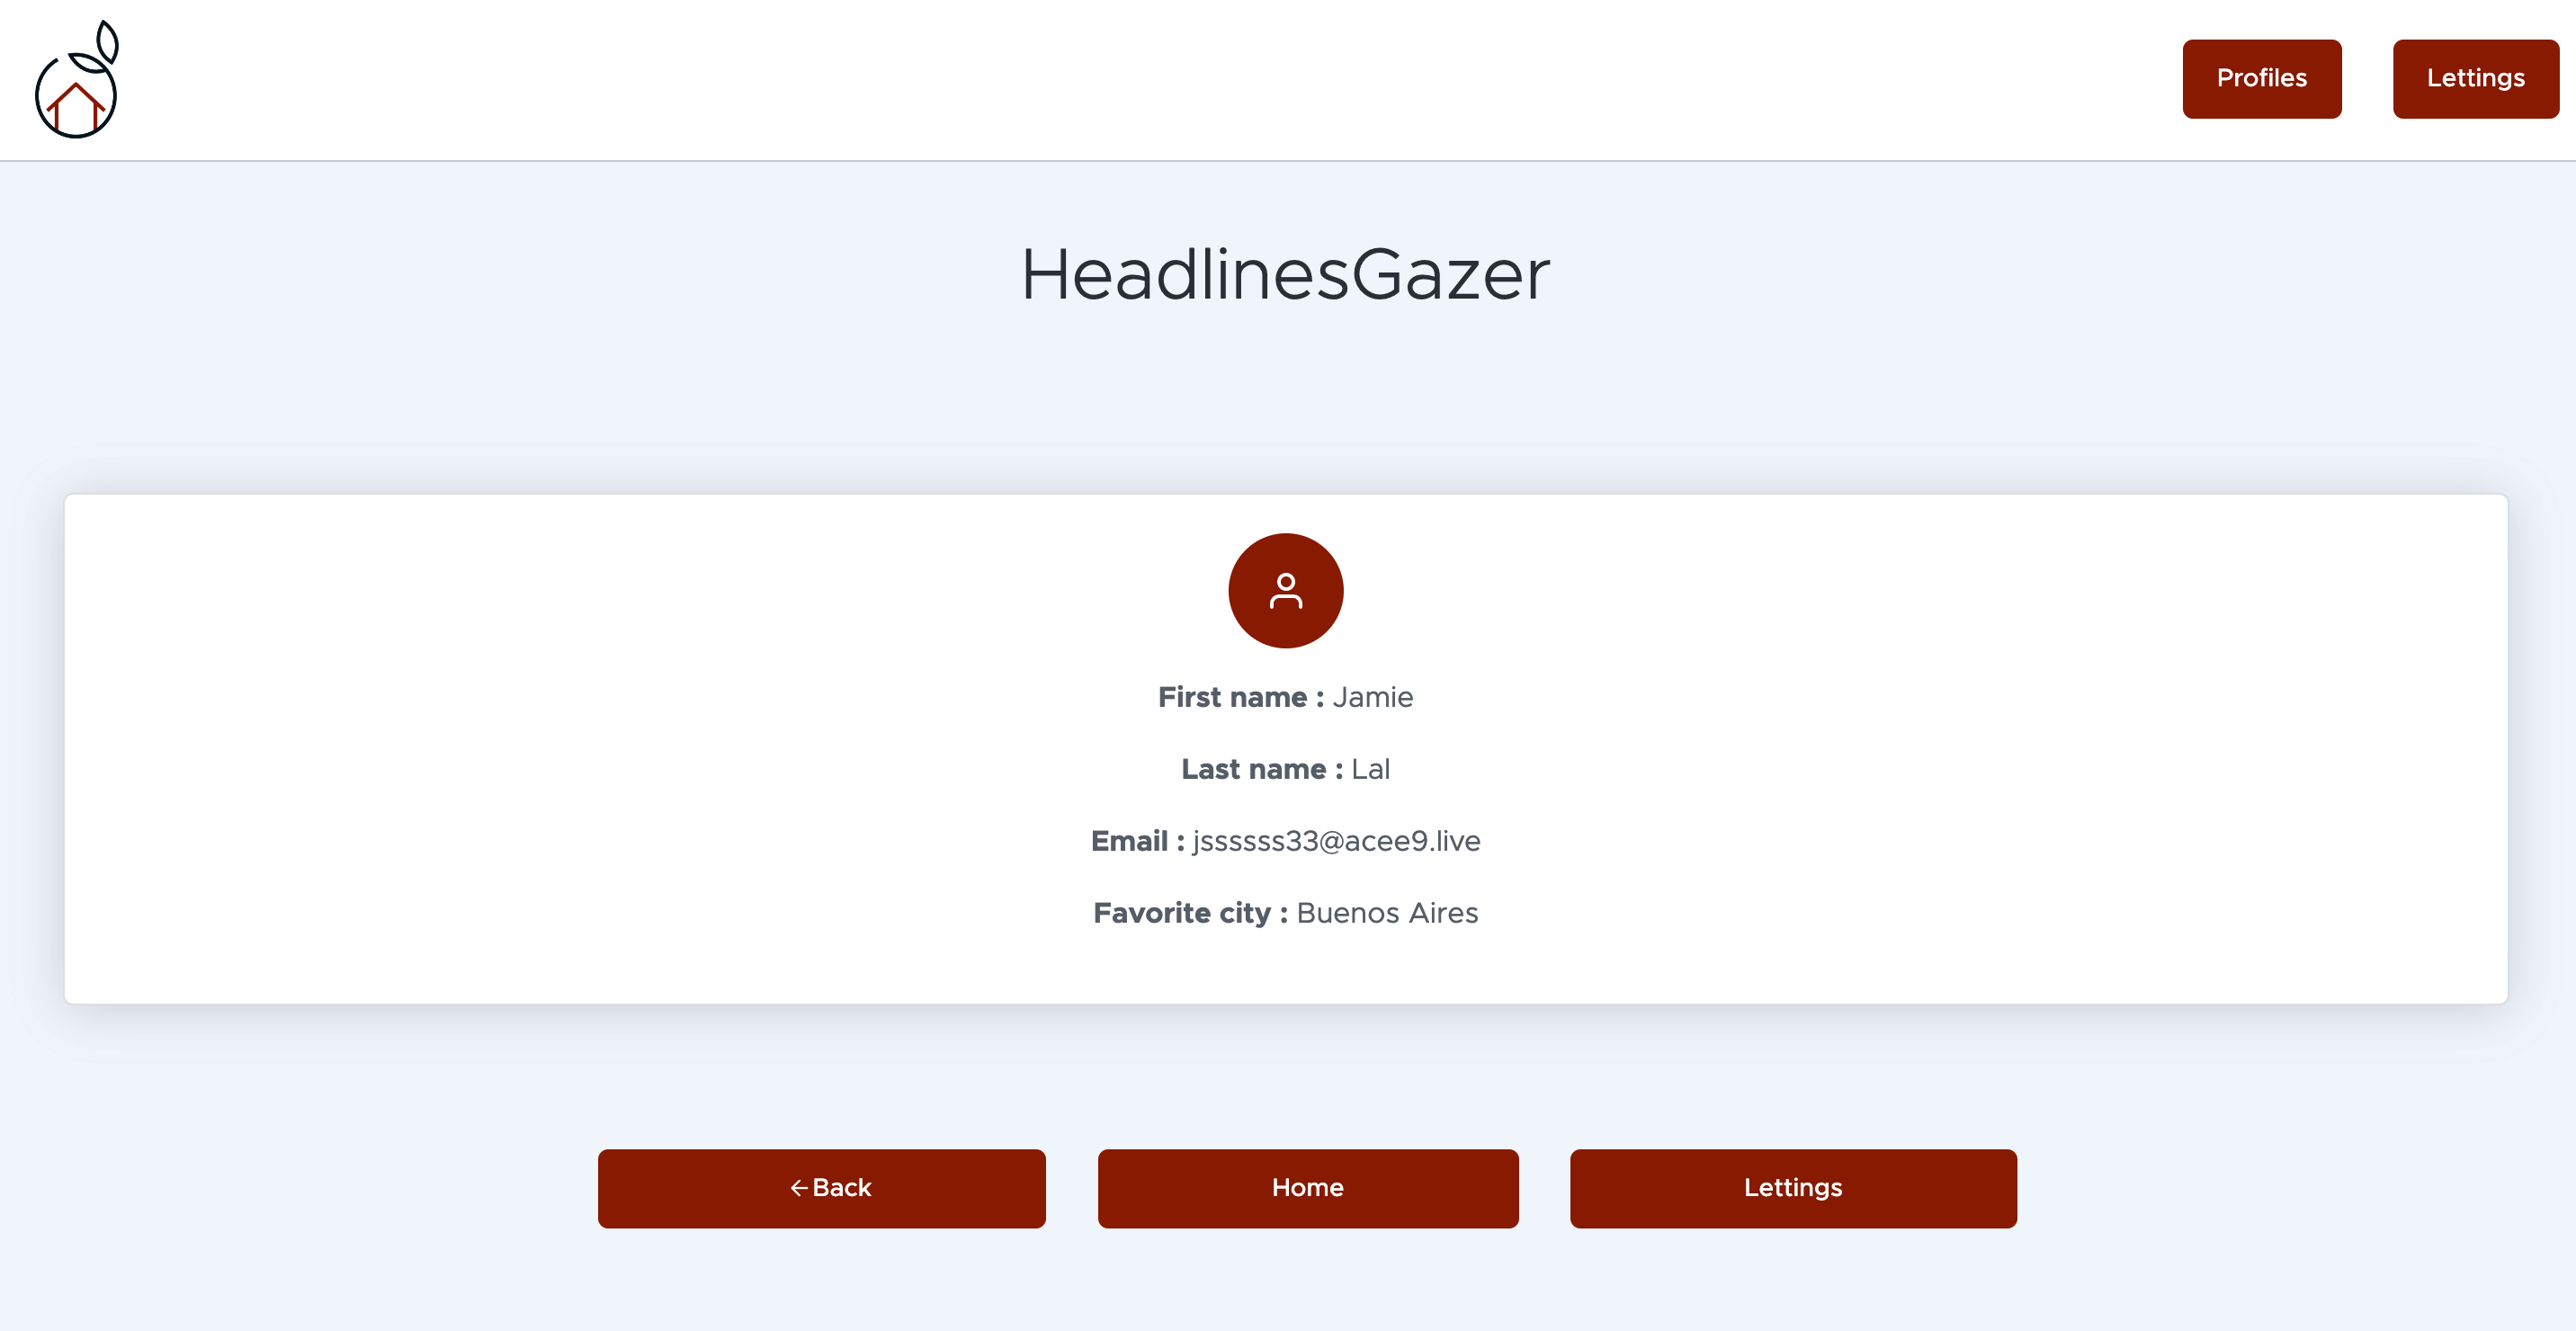 Profiles Lettings
HeadlinesGazer
First name : Jamie
Last name : Lal
Email : jssssss33@acee9.live
Favorite city : Buenos Aires
←Back Home Lettings